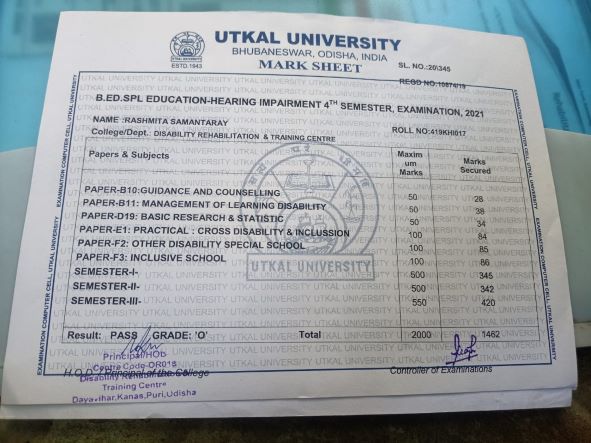 UTKAL UNIVERSITY
BHUBANESWAR, ODISHA, INDIA
ESTD.1943
MARK SHEET
SL. NO.:20\345
REGD NO.10874/19
B.ED.SPL EDUCATION-HEARING IMPAIRMENT 4TH SEMESTER, EXAMINATION, 2021
NAME :RASHMITA SAMANTARAY
ROLL NO:419KHI017
College/Dept.: DISABILITY REHABILITATION & TRAINING CENTRE
Papers & Subjects Maximum Marks Marks Secured
PAPER-B10:GUIDANCE AND COUNSELLING 50 28
PAPER-B11: MANAGEMENT OF LEARNING DISABILITY 50 38
PAPER-D19: BASIC RESEARCH & STATISTIC 50 34
PAPER-E1: PRACTICAL : CROSS DISABILITY & INCLUSSION 100 84
PAPER-F2: OTHER DISABILITY SPECIAL SCHOOL 100 85
PAPER-F3: INCLUSIVE SCHOOL 100 86
SEMESTER-I- 500 345
SEMESTER-II- 500 342
SEMESTER-III- 550 420
Result: PASS GRADE: 'O' Total 2000 1462
Principal/HOD
Centre Code-OR018
H.O.D / Principal of the College
Controller of Examinations
Disability Rehabilitation &
Training Centre
Dayavihar,Kanas,Puri,Odisha
UTKAL UNIVERSITY
EXAMINATION COMPUTER CELL, UTKAL UNIVERSITY